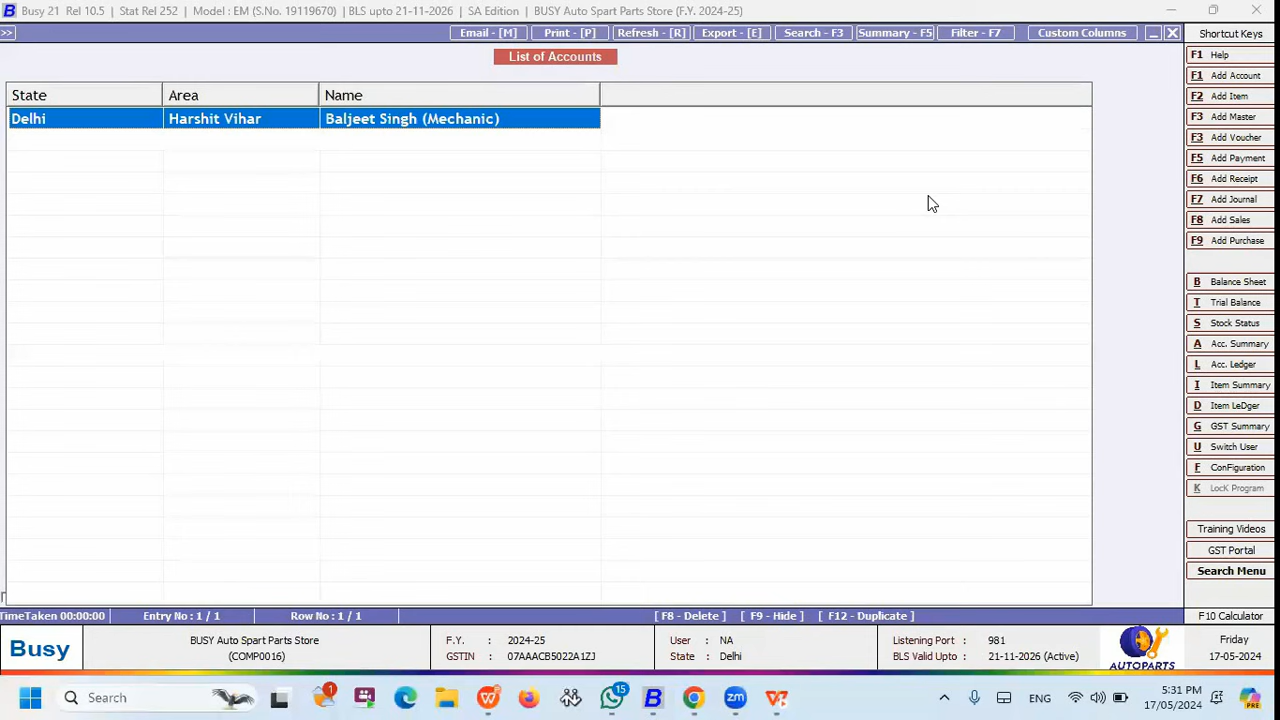 Busy 21 Rel 10.5 | Stat Rel 252 | Model : EM (S.No. 19119670) | BLS upto 21-11-2026 | SA Edition | BUSY Auto Spart Parts Store (F.Y. 2024-25)
>> Email - [M] Print - [P] Refresh - [R] Export - [E] Search - F3 Summary - F5 Filter - F7 Custom Columns
Shortcut Keys
List of Accounts
State Area Name
Delhi Harshit Vihar Baljeet Singh (Mechanic)
F1 Help
F1 Add Account
F2 Add Item
F3 Add Master
F3 Add Voucher
F5 Add Payment
F6 Add Receipt
F7 Add Journal
F8 Add Sales
F9 Add Purchase
B Balance Sheet
T Trial Balance
S Stock Status
A Acc. Summary
L Acc. Ledger
I Item Summary
D Item LeDger
G GST Summary
U Switch User
F ConFiguration
K LocK Program
Training Videos
GST Portal
Search Menu
TimeTaken 00:00:00 Entry No : 1 / 1 Row No : 1 / 1 [ F8 - Delete ] [ F9 - Hide ] [ F12 - Duplicate ] F10 Calculator
Busy
BUSY Auto Spart Parts Store
(COMP0016)
F.Y. : 2024-25
GSTIN : 07AAACB5022A1ZJ
User : NA
State : Delhi
Listening Port : 981
BLS Valid Upto : 21-11-2026 (Active)
AUTOPARTS
Friday
17-05-2024
Search 1 15 ENG 5:31 PM
17/05/2024
PRE